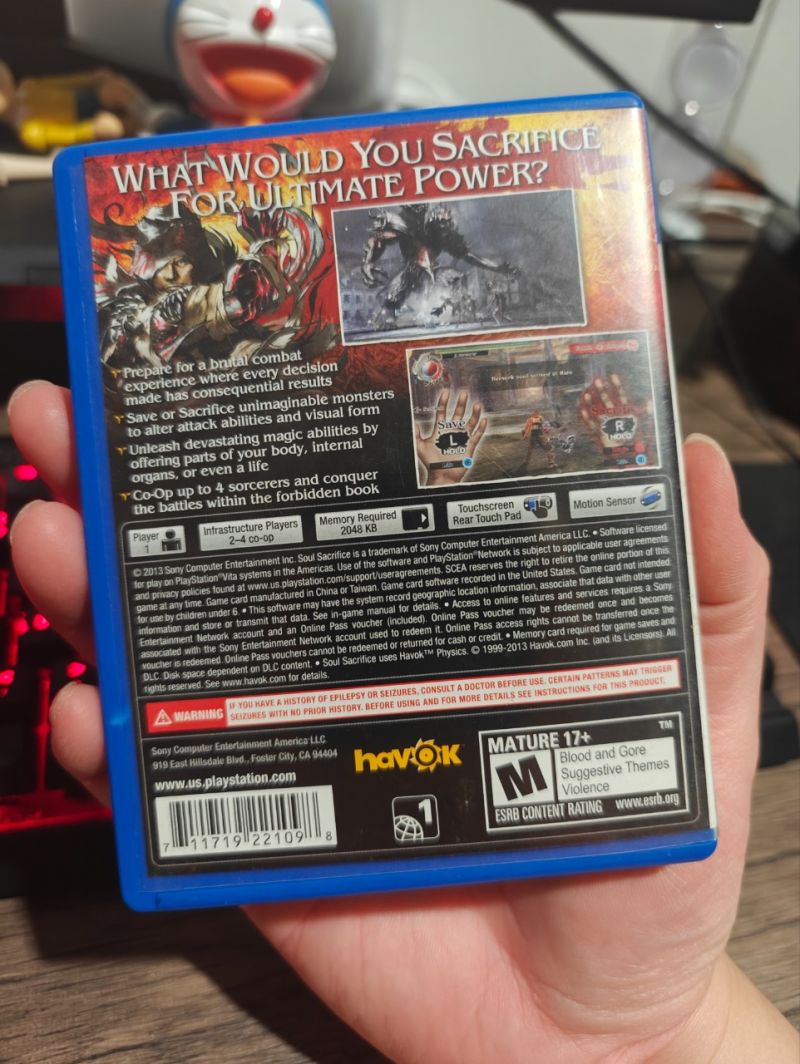 WHAT WOULD YOU SACRIFICE
FOR ULTIMATE POWER?
Prepare for a brutal combat
experience where every decision
made has consequential results
Save or Sacrifice unimaginable monsters
to alter attack abilities and visual form
Unleash devastating magic abilities by
offering parts of your body, internal
organs, or even a life
Co-Op up to 4 sorcerers and conquer
the battles within the forbidden book
Save
L
HOLD
Sacrifice
R
HOLD
Player
1
Infrastructure Players
2–4 co-op
Memory Required
2048 KB
Touchscreen
Rear Touch Pad
Motion Sensor
© 2013 Sony Computer Entertainment Inc. Soul Sacrifice is a trademark of Sony Computer Entertainment America LLC. • Software licensed
for play on PlayStation®Vita systems in the Americas. Use of the software and PlayStation®Network is subject to applicable user agreements
and privacy policies found at www.us.playstation.com/support/useragreements. SCEA reserves the right to retire the online portion of this
game at any time. Game card manufactured in China or Taiwan. Game card software recorded in the United States. Game card not intended
for use by children under 6. • This software may have the system record geographic location information, associate that data with other user
information and store or transmit that data. See in-game manual for details. • Access to online features and services requires a Sony
Entertainment Network account and an Online Pass voucher (included). Online Pass voucher may be redeemed once and becomes
associated with the Sony Entertainment Network account used to redeem it. Online Pass access rights cannot be transferred once the
voucher is redeemed. Online Pass vouchers cannot be redeemed or returned for cash or credit. • Memory card required for game saves and
DLC. Disk space dependent on DLC content. • Soul Sacrifice uses Havok™ Physics. © 1999-2013 Havok.com Inc. (and its Licensors). All
rights reserved. See www.havok.com for details.
WARNING
IF YOU HAVE A HISTORY OF EPILEPSY OR SEIZURES, CONSULT A DOCTOR BEFORE USE. CERTAIN PATTERNS MAY TRIGGER
SEIZURES WITH NO PRIOR HISTORY. BEFORE USING AND FOR MORE DETAILS SEE INSTRUCTIONS FOR THIS PRODUCT.
Sony Computer Entertainment America LLC
919 East Hillsdale Blvd., Foster City, CA 94404
www.us.playstation.com
havok
7 11719 22109 8
1
MATURE 17+
TM
M
Blood and Gore
Suggestive Themes
Violence
ESRB CONTENT RATING www.esrb.org